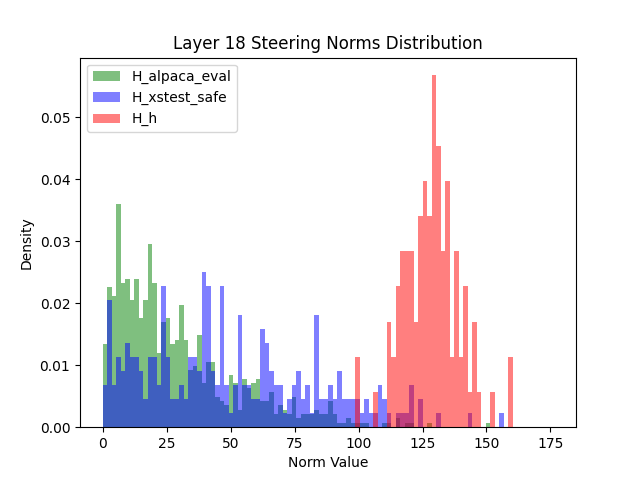 Layer 18 Steering Norms Distribution
H_alpaca_eval
H_xstest_safe
H_h
Density
0.05
0.04
0.03
0.02
0.01
0.00
0 25 50 75 100 125 150 175
Norm Value